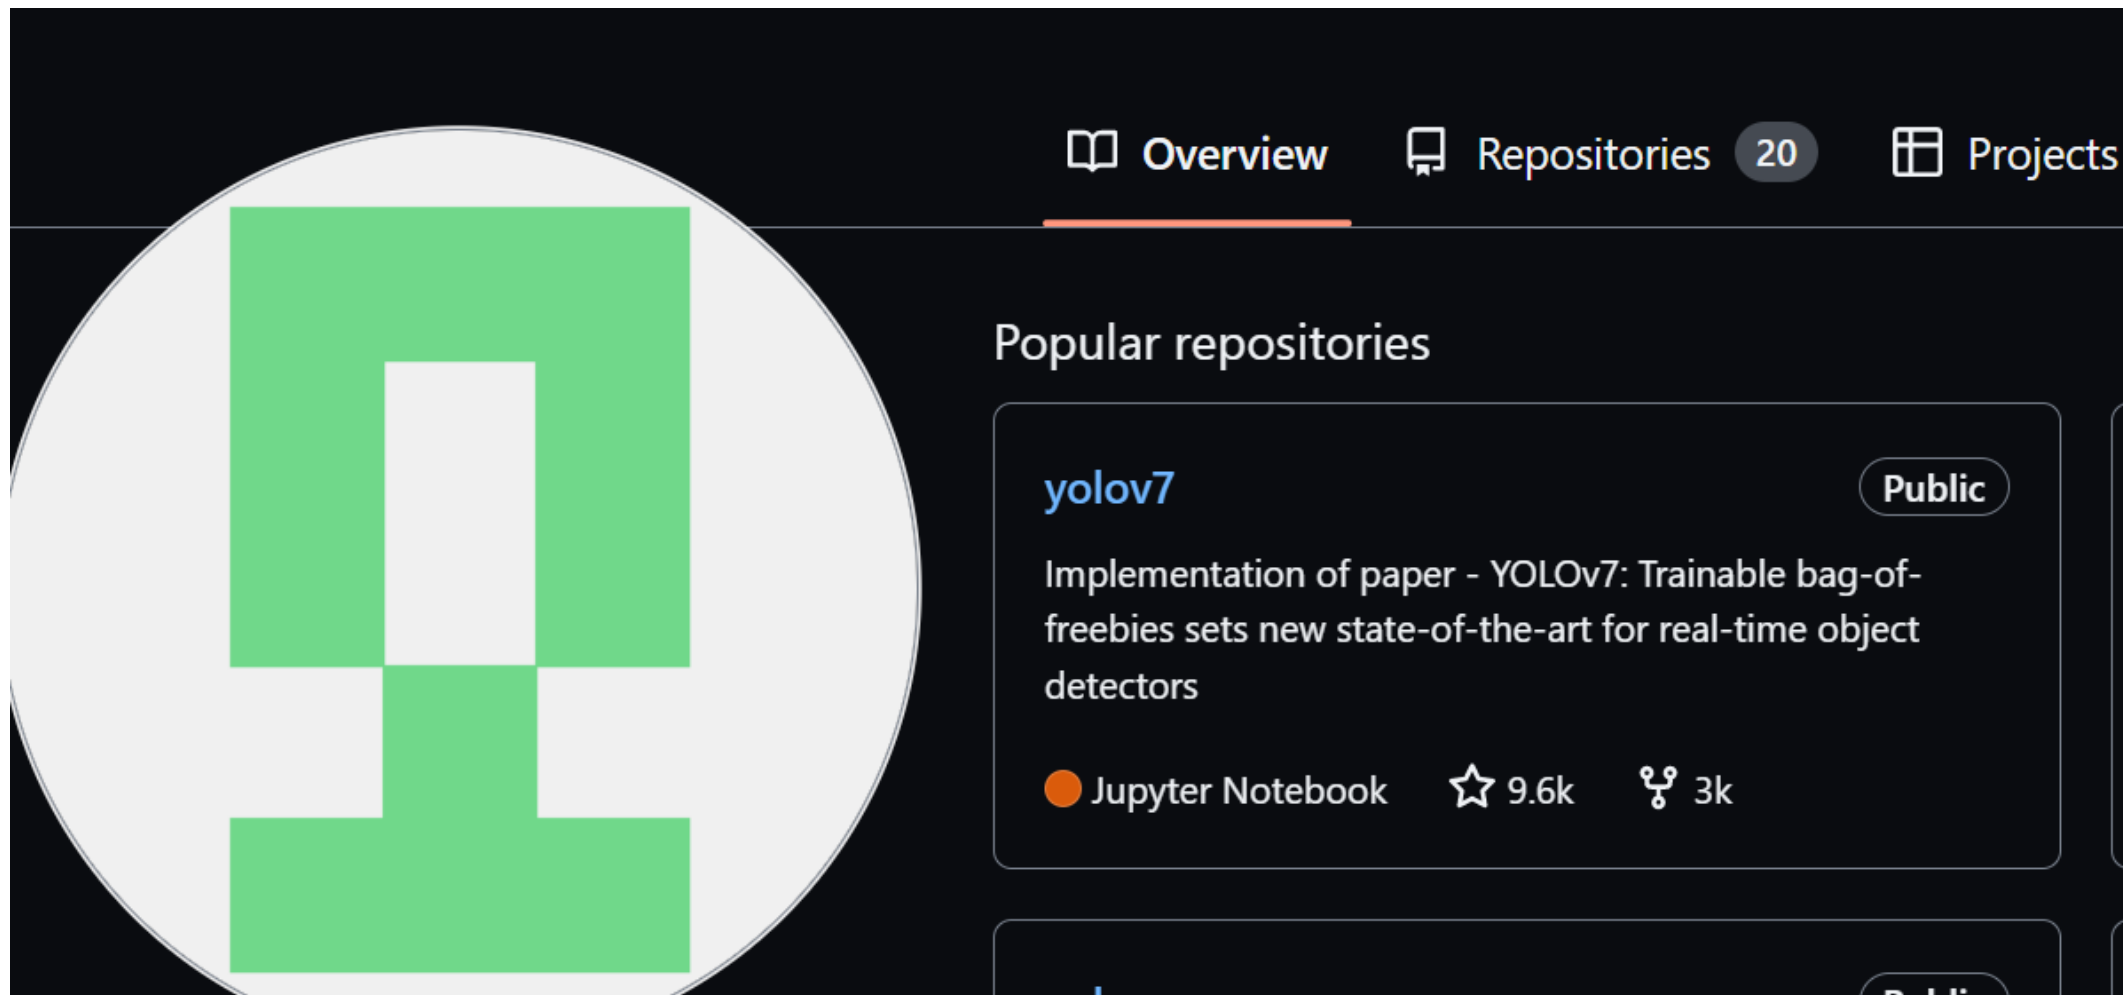 Overview
Repositories 20
Projects
Popular repositories
yolov7
Public
Implementation of paper - YOLOv7: Trainable bag-of-
freebies sets new state-of-the-art for real-time object
detectors
Jupyter Notebook
9.6k
3k